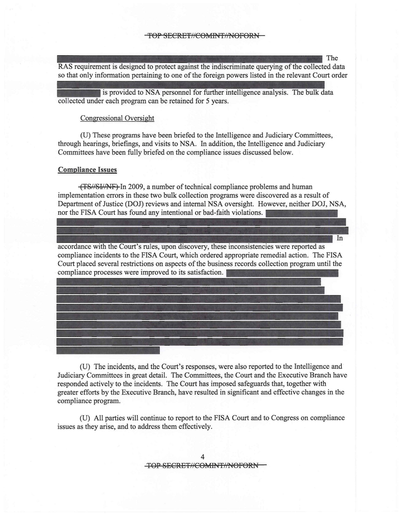 TOP SECRET//COMINT//NOFORN
The
RAS requirement is designed to protect against the indiscriminate querying of the collected data
so that only information pertaining to one of the foreign powers listed in the relevant Court order
is provided to NSA personnel for further intelligence analysis. The bulk data
collected under each program can be retained for 5 years.
Congressional Oversight
(U) These programs have been briefed to the Intelligence and Judiciary Committees,
through hearings, briefings, and visits to NSA. In addition, the Intelligence and Judiciary
Committees have been fully briefed on the compliance issues discussed below.
Compliance Issues
(TS//SI//NF) In 2009, a number of technical compliance problems and human
implementation errors in these two bulk collection programs were discovered as a result of
Department of Justice (DOJ) reviews and internal NSA oversight. However, neither DOJ, NSA,
nor the FISA Court has found any intentional or bad-faith violations.
In
accordance with the Court's rules, upon discovery, these inconsistencies were reported as
compliance incidents to the FISA Court, which ordered appropriate remedial action. The FISA
Court placed several restrictions on aspects of the business records collection program until the
compliance processes were improved to its satisfaction.
(U) The incidents, and the Court's responses, were also reported to the Intelligence and
Judiciary Committees in great detail. The Committees, the Court and the Executive Branch have
responded actively to the incidents. The Court has imposed safeguards that, together with
greater efforts by the Executive Branch, have resulted in significant and effective changes in the
compliance program.
(U) All parties will continue to report to the FISA Court and to Congress on compliance
issues as they arise, and to address them effectively.
4
TOP SECRET//COMINT//NOFORN